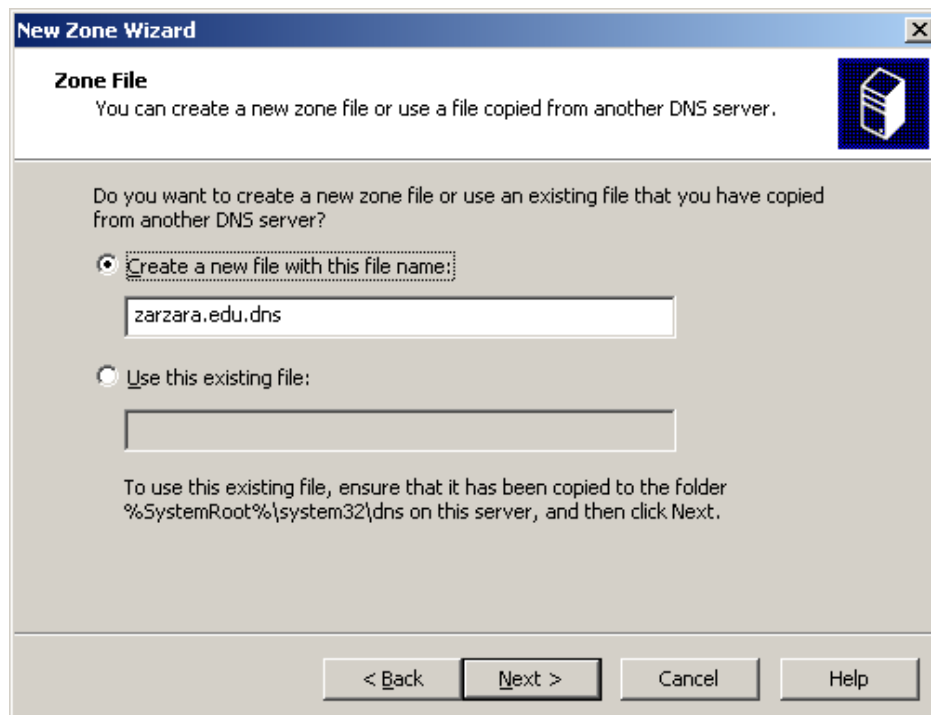 New Zone Wizard
Zone File
You can create a new zone file or use a file copied from another DNS server.
Do you want to create a new zone file or use an existing file that you have copied
from another DNS server?
Create a new file with this file name:
zarzara.edu.dns
Use this existing file:
To use this existing file, ensure that it has been copied to the folder
%SystemRoot%\system32\dns on this server, and then click Next.
< Back
Next >
Cancel
Help